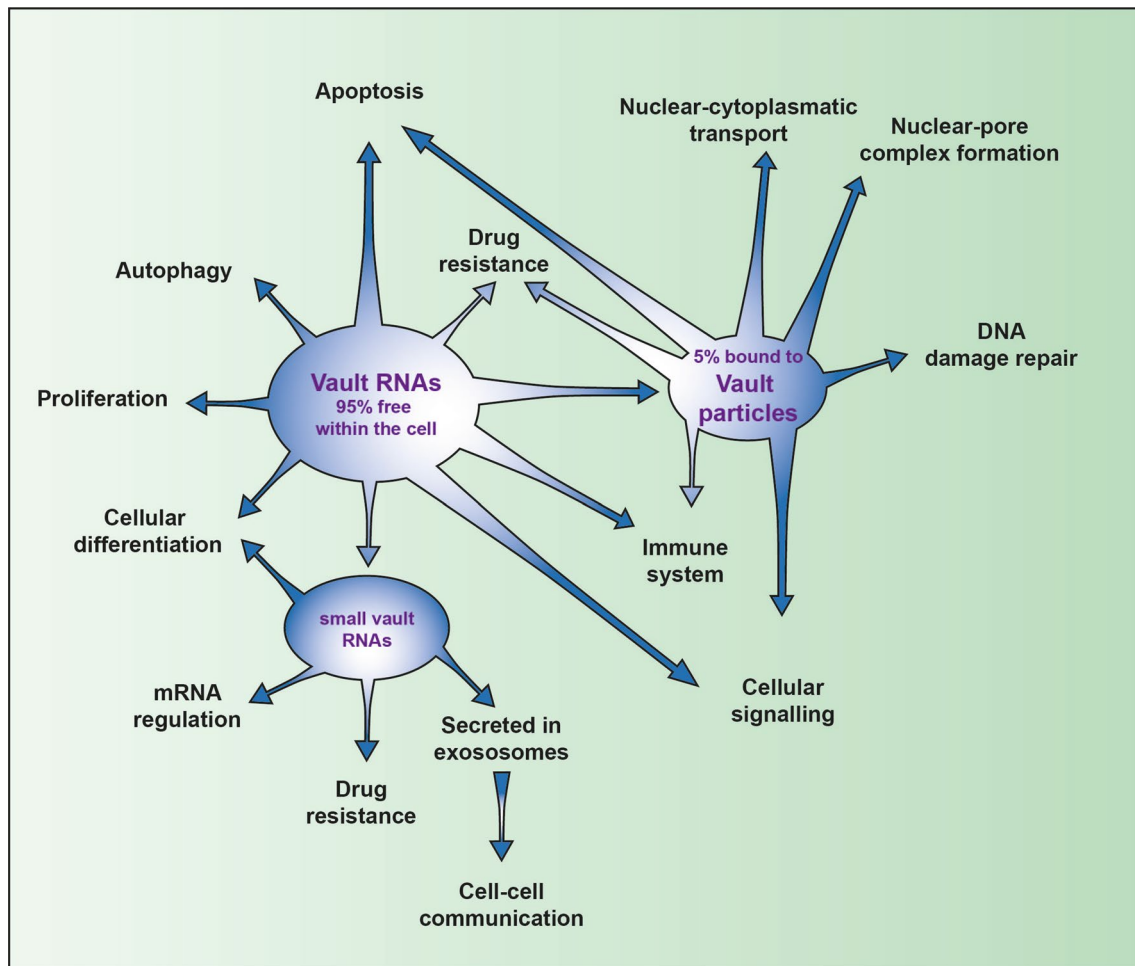 Apoptosis
Nuclear-cytoplasmatic
transport
Nuclear-pore
complex formation
Drug
resistance
Autophagy
DNA
damage repair
5% bound to
Vault
particles
Vault RNAs
95% free
within the cell
Proliferation
Cellular
differentiation
Immune
system
small vault
RNAs
mRNA
regulation
Secreted in
exososomes
Cellular
signalling
Drug
resistance
Cell-cell
communication